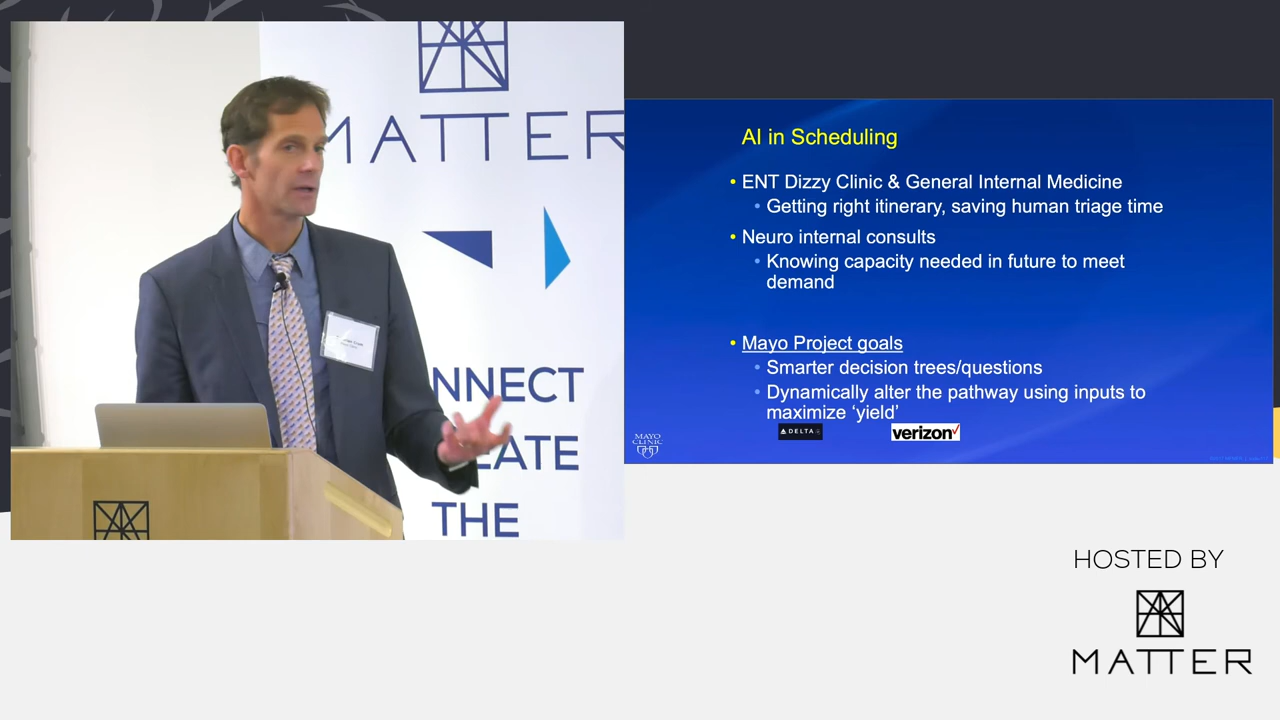 MATTER
NNECT
EATE
THE
AI in Scheduling
• ENT Dizzy Clinic & General Internal Medicine
• Getting right itinerary, saving human triage time
• Neuro internal consults
• Knowing capacity needed in future to meet
demand
• Mayo Project goals
• Smarter decision trees/questions
• Dynamically alter the pathway using inputs to
maximize ‘yield’
DELTA
verizon
MAYO
CLINIC
HOSTED BY
MATTER